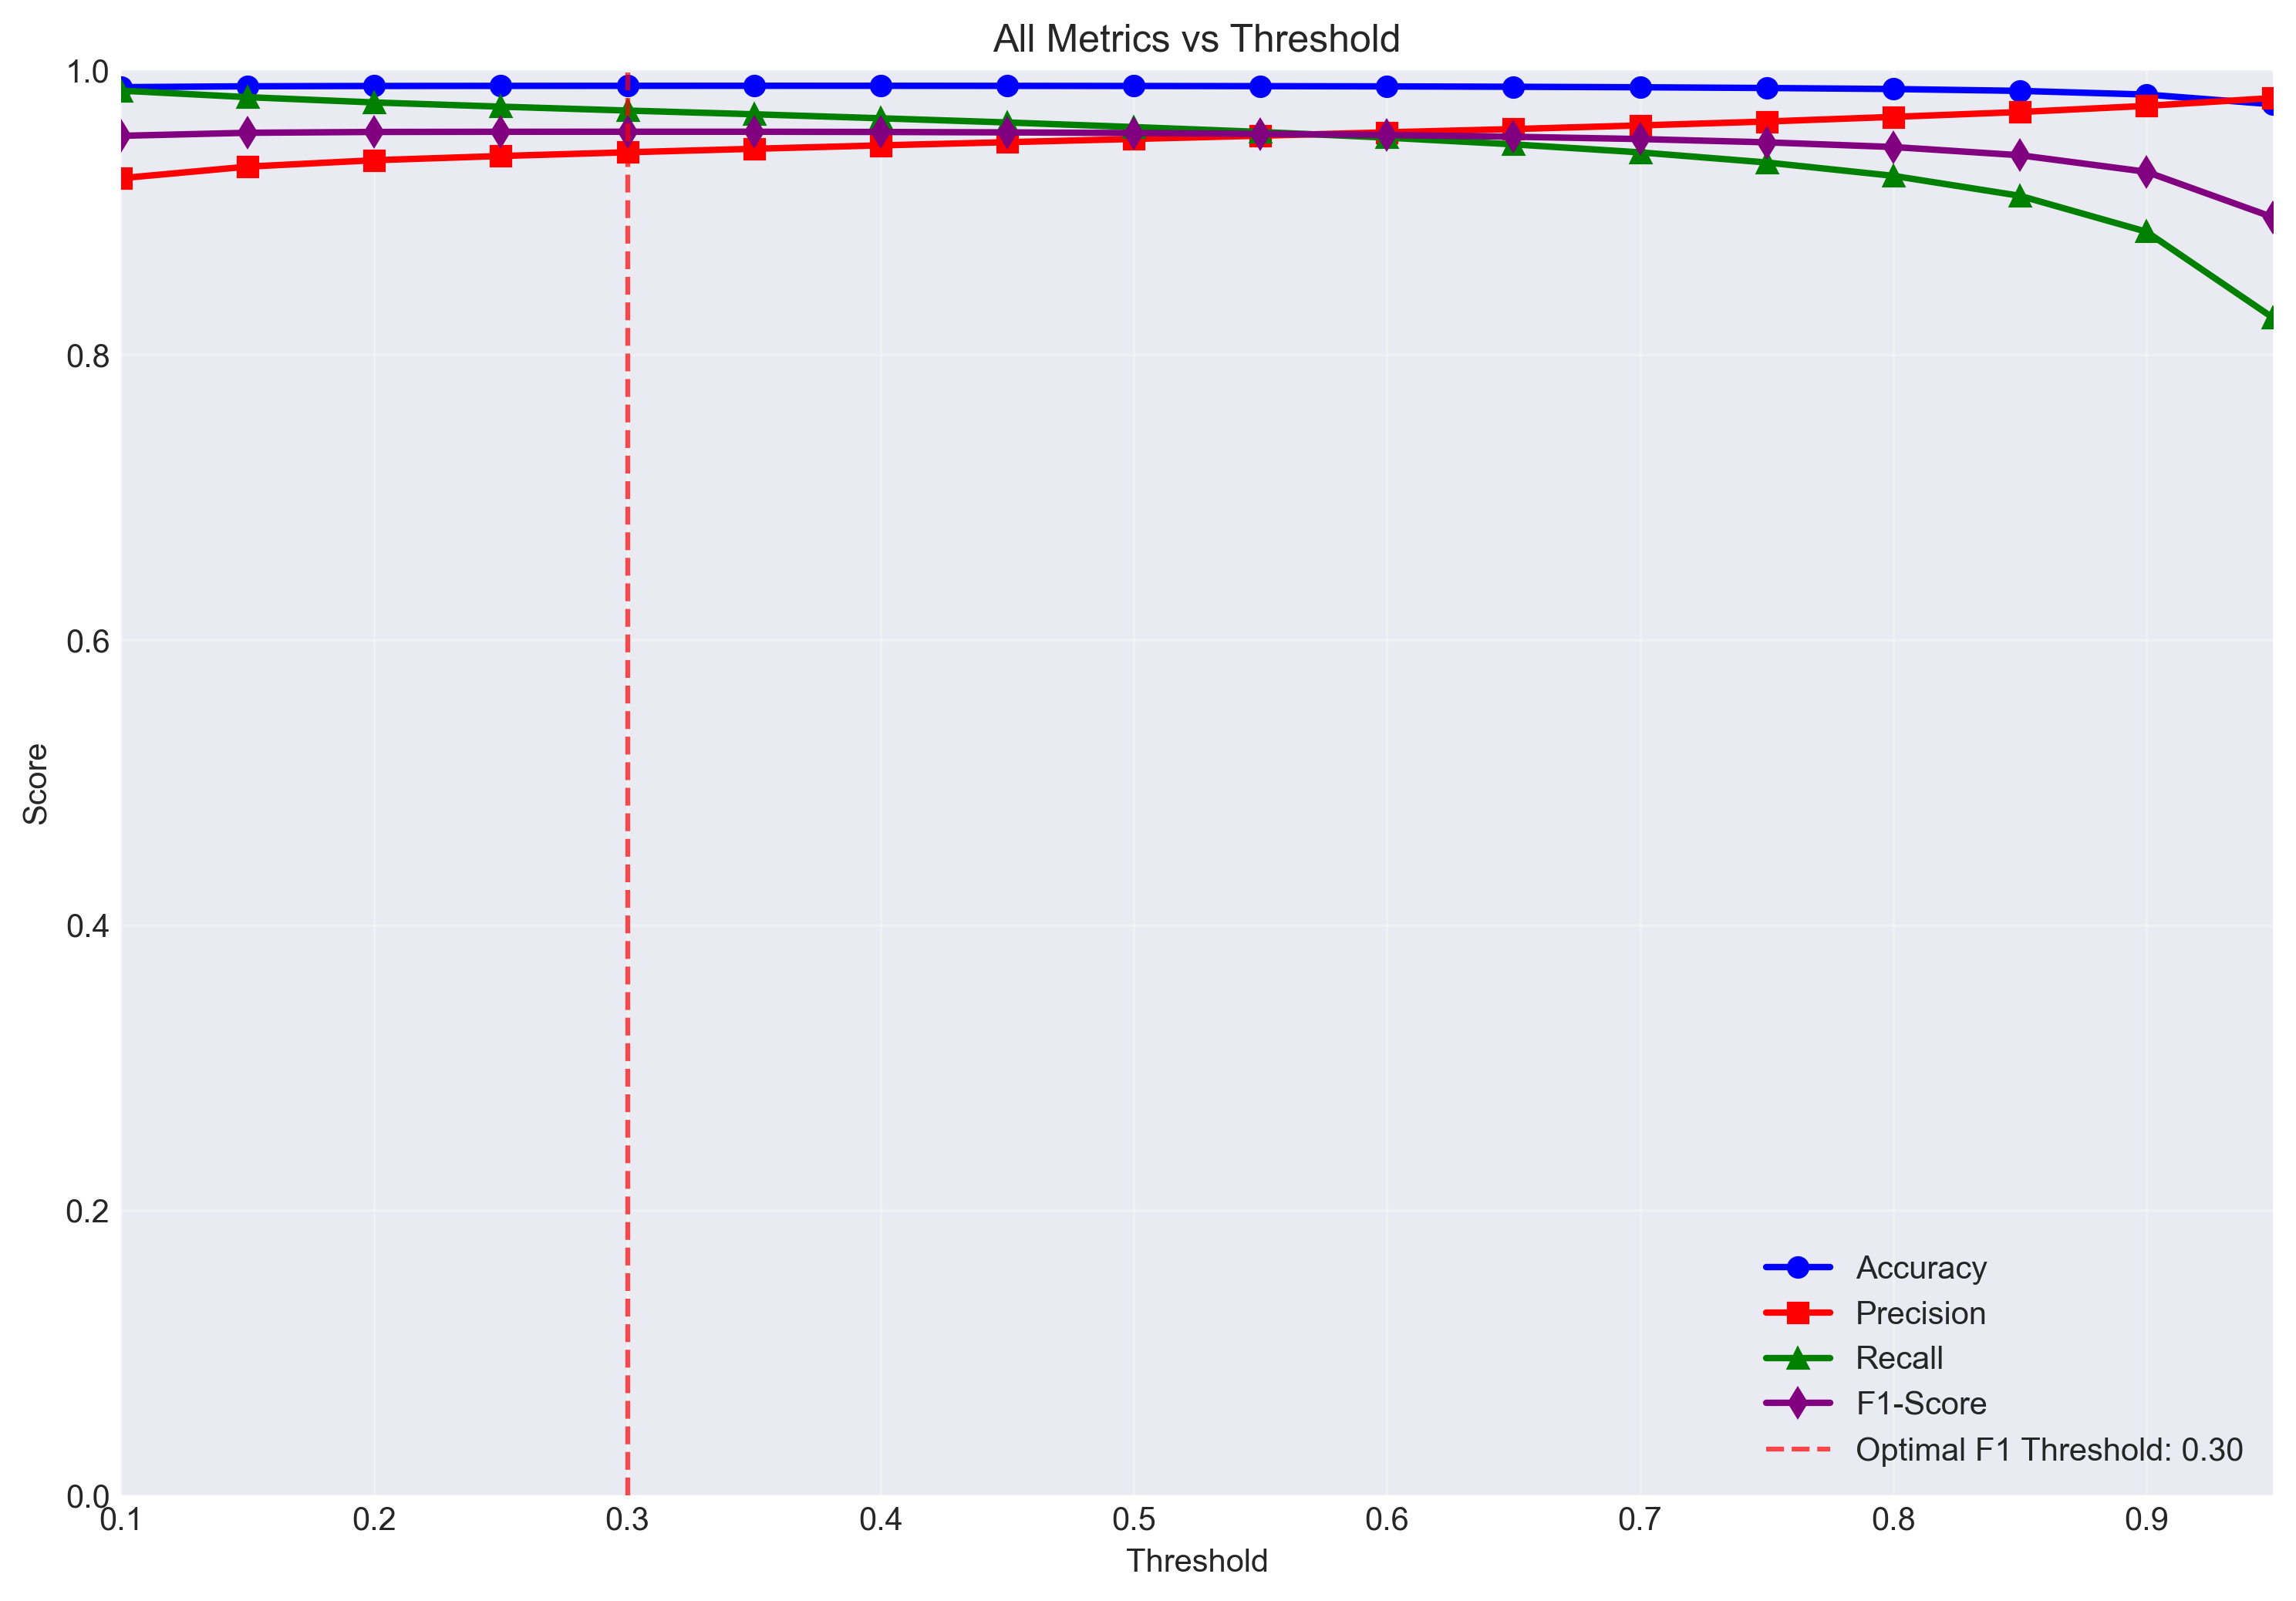 All Metrics vs Threshold
1.0
0.8
0.6
0.4
0.2
0.0
Score
0.1 0.2 0.3 0.4 0.5 0.6 0.7 0.8 0.9
Threshold
Accuracy
Precision
Recall
F1-Score
Optimal F1 Threshold: 0.30